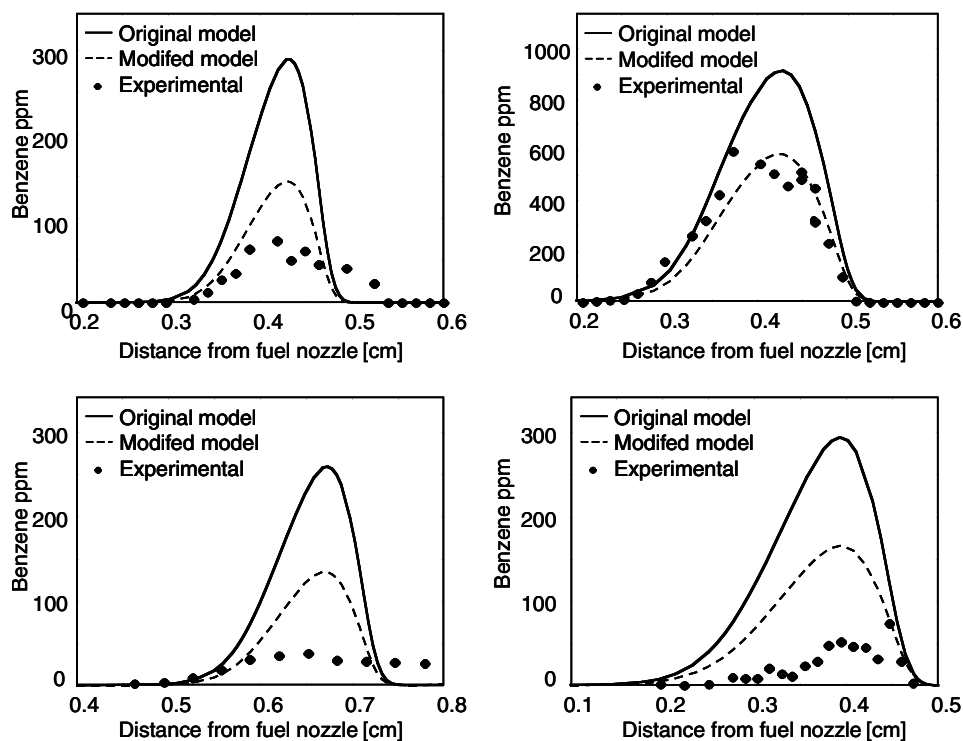 Original model
Modifed model
Experimental
300
200
100
0
Benzene ppm
0.2
0.3
0.4
0.5
0.6
Distance from fuel nozzle [cm]
Original model
Modifed model
Experimental
1000
800
600
400
200
0
Benzene ppm
0.2
0.3
0.4
0.5
0.6
Distance from fuel nozzle [cm]
Original model
Modifed model
Experimental
300
200
100
0
Benzene ppm
0.4
0.5
0.6
0.7
0.8
Distance from fuel nozzle [cm]
Original model
Modifed model
Experimental
300
200
100
0
Benzene ppm
0.1
0.2
0.3
0.4
0.5
Distance from fuel nozzle [cm]